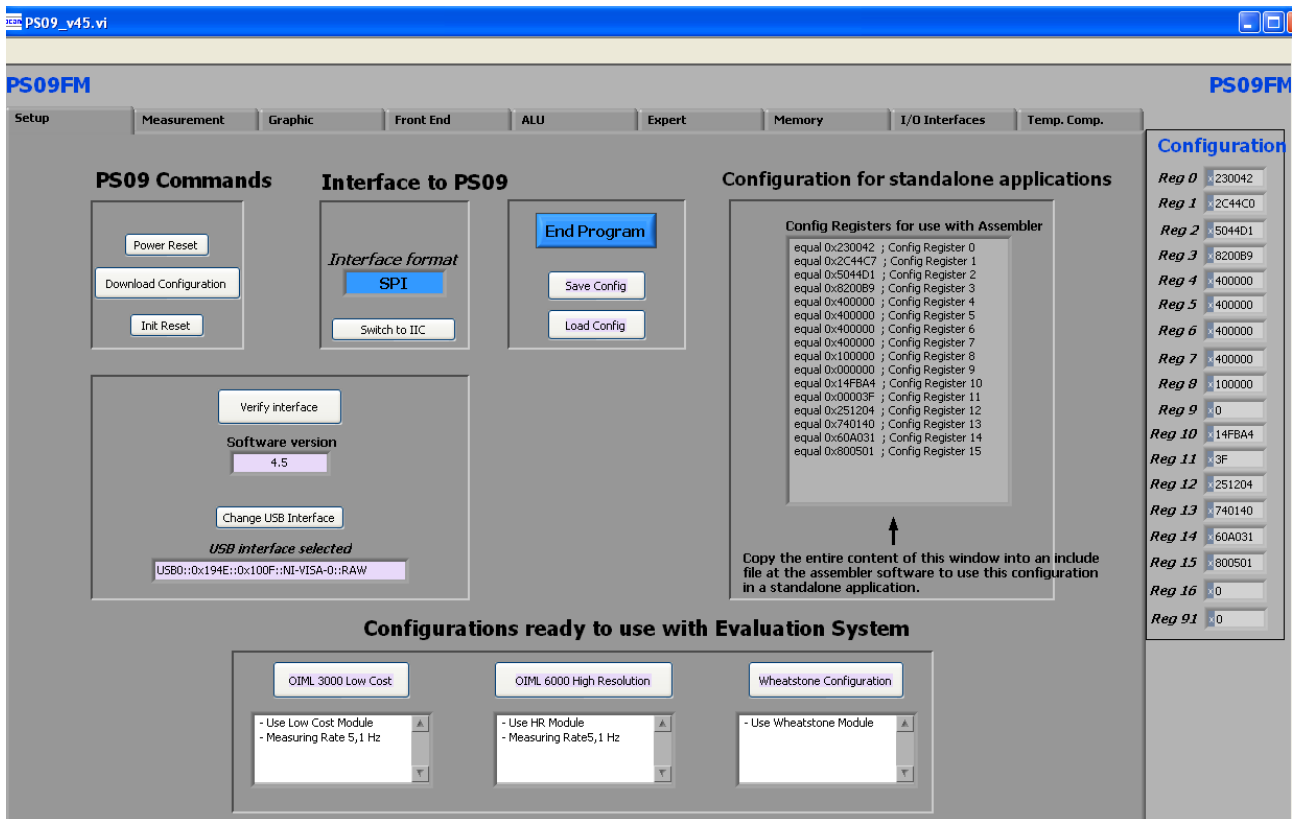 PS09_v45.vi
PS09FM
PS09FM
Setup
Measurement
Graphic
Front End
ALU
Expert
Memory
I/O Interfaces
Temp. Comp.
PS09 Commands
Power Reset
Download Configuration
Init Reset
Interface to PS09
Interface format
SPI
Switch to IIC
End Program
Save Config
Load Config
Verify interface
Software version
4.5
Change USB Interface
USB interface selected
USB0::0x194E::0x100F::NI-VISA-0::RAW
Configuration for standalone applications
Config Registers for use with Assembler
equal 0x230042 ; Config Register 0
equal 0x2C44C7 ; Config Register 1
equal 0x5044D1 ; Config Register 2
equal 0x8200B9 ; Config Register 3
equal 0x400000 ; Config Register 4
equal 0x400000 ; Config Register 5
equal 0x400000 ; Config Register 6
equal 0x400000 ; Config Register 7
equal 0x100000 ; Config Register 8
equal 0x000000 ; Config Register 9
equal 0x14FBA4 ; Config Register 10
equal 0x00003F ; Config Register 11
equal 0x251204 ; Config Register 12
equal 0x740140 ; Config Register 13
equal 0x60A031 ; Config Register 14
equal 0x800501 ; Config Register 15
Copy the entire content of this window into an include
file at the assembler software to use this configuration
in a standalone application.
Configurations ready to use with Evaluation System
OIML 3000 Low Cost
- Use Low Cost Module
- Measuring Rate 5,1 Hz
OIML 6000 High Resolution
- Use HR Module
- Measuring Rate5,1 Hz
Wheatstone Configuration
- Use Wheatstone Module
Configuration
Reg 0 x 230042
Reg 1 x 2C44C0
Reg 2 x 5044D1
Reg 3 x 8200B9
Reg 4 x 400000
Reg 5 x 400000
Reg 6 x 400000
Reg 7 x 400000
Reg 8 x 100000
Reg 9 x 0
Reg 10 x 14FBA4
Reg 11 x 3F
Reg 12 x 251204
Reg 13 x 740140
Reg 14 x 60A031
Reg 15 x 800501
Reg 16 x 0
Reg 91 x 0